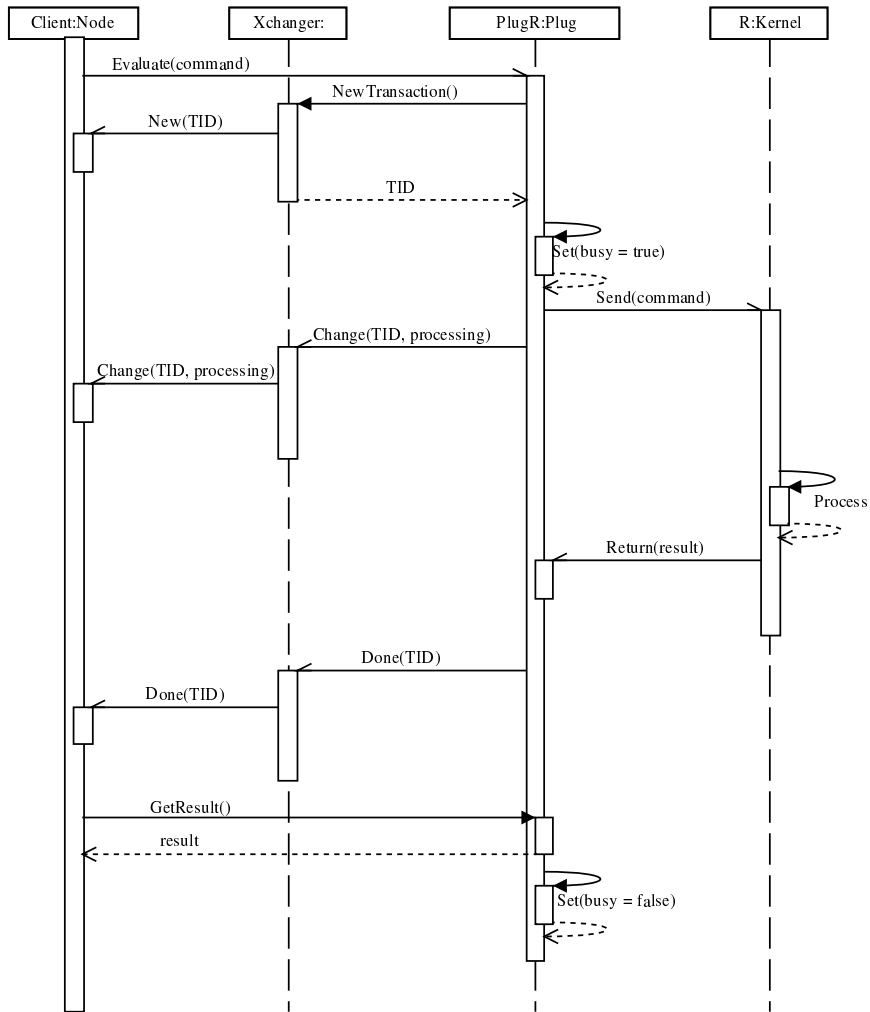 Client:Node
Xchanger:
PlugR:Plug
R:Kernel
Evaluate(command)
NewTransaction()
New(TID)
TID
Set(busy = true)
Send(command)
Change(TID, processing)
Change(TID, processing)
Process
Return(result)
Done(TID)
Done(TID)
GetResult()
result
Set(busy = false)